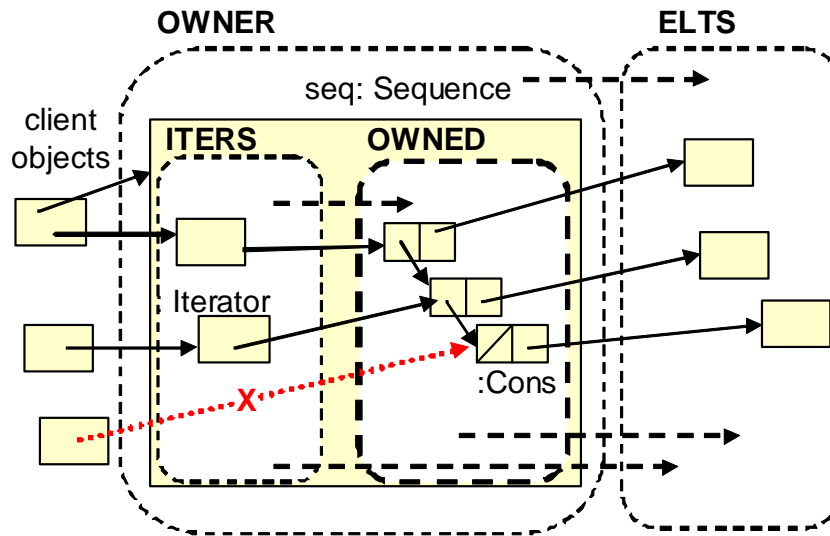 OWNER
ELTS
seq: Sequence
client
objects
ITERS
OWNED
Iterator
X
:Cons